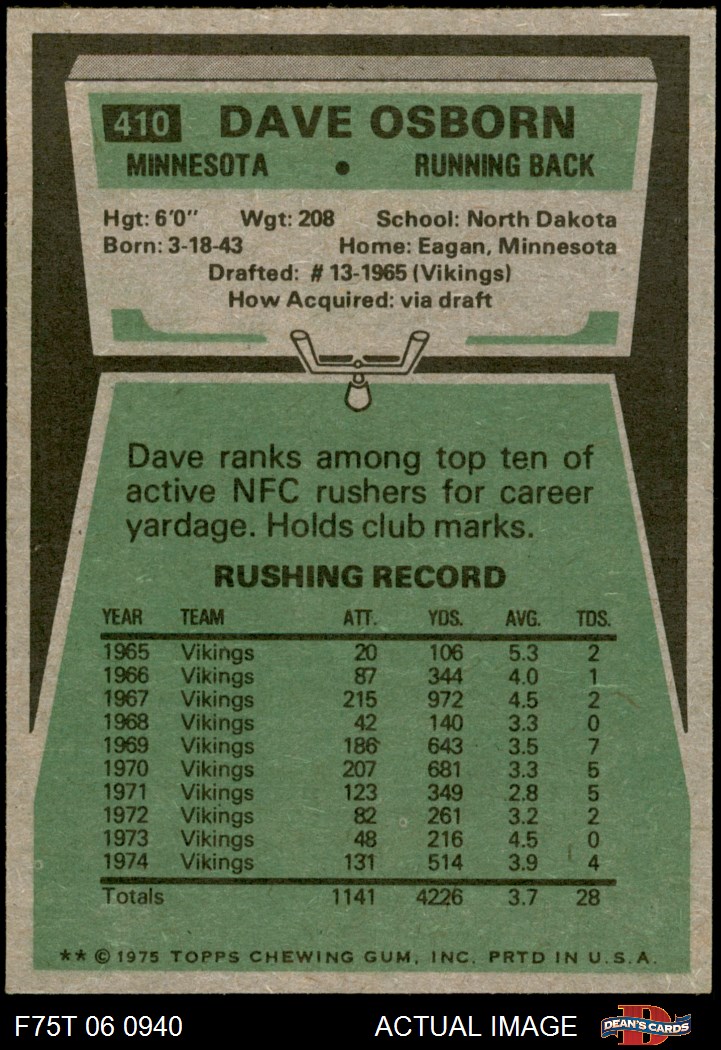 410 DAVE OSBORN
MINNESOTA • RUNNING BACK
Hgt: 6'0" Wgt: 208 School: North Dakota
Born: 3-18-43 Home: Eagan, Minnesota
Drafted: # 13-1965 (Vikings)
How Acquired: via draft
Dave ranks among top ten of
active NFC rushers for career
yardage. Holds club marks.
RUSHING RECORD
YEAR TEAM ATT. YDS. AVG. TDS.
1965 Vikings 20 106 5.3 2
1966 Vikings 87 344 4.0 1
1967 Vikings 215 972 4.5 2
1968 Vikings 42 140 3.3 0
1969 Vikings 186 643 3.5 7
1970 Vikings 207 681 3.3 5
1971 Vikings 123 349 2.8 5
1972 Vikings 82 261 3.2 2
1973 Vikings 48 216 4.5 0
1974 Vikings 131 514 3.9 4
Totals 1141 4226 3.7 28
** © 1975 TOPPS CHEWING GUM, INC. PRTD IN U.S.A.
F75T 06 0940 ACTUAL IMAGE D DEAN'S CARDS